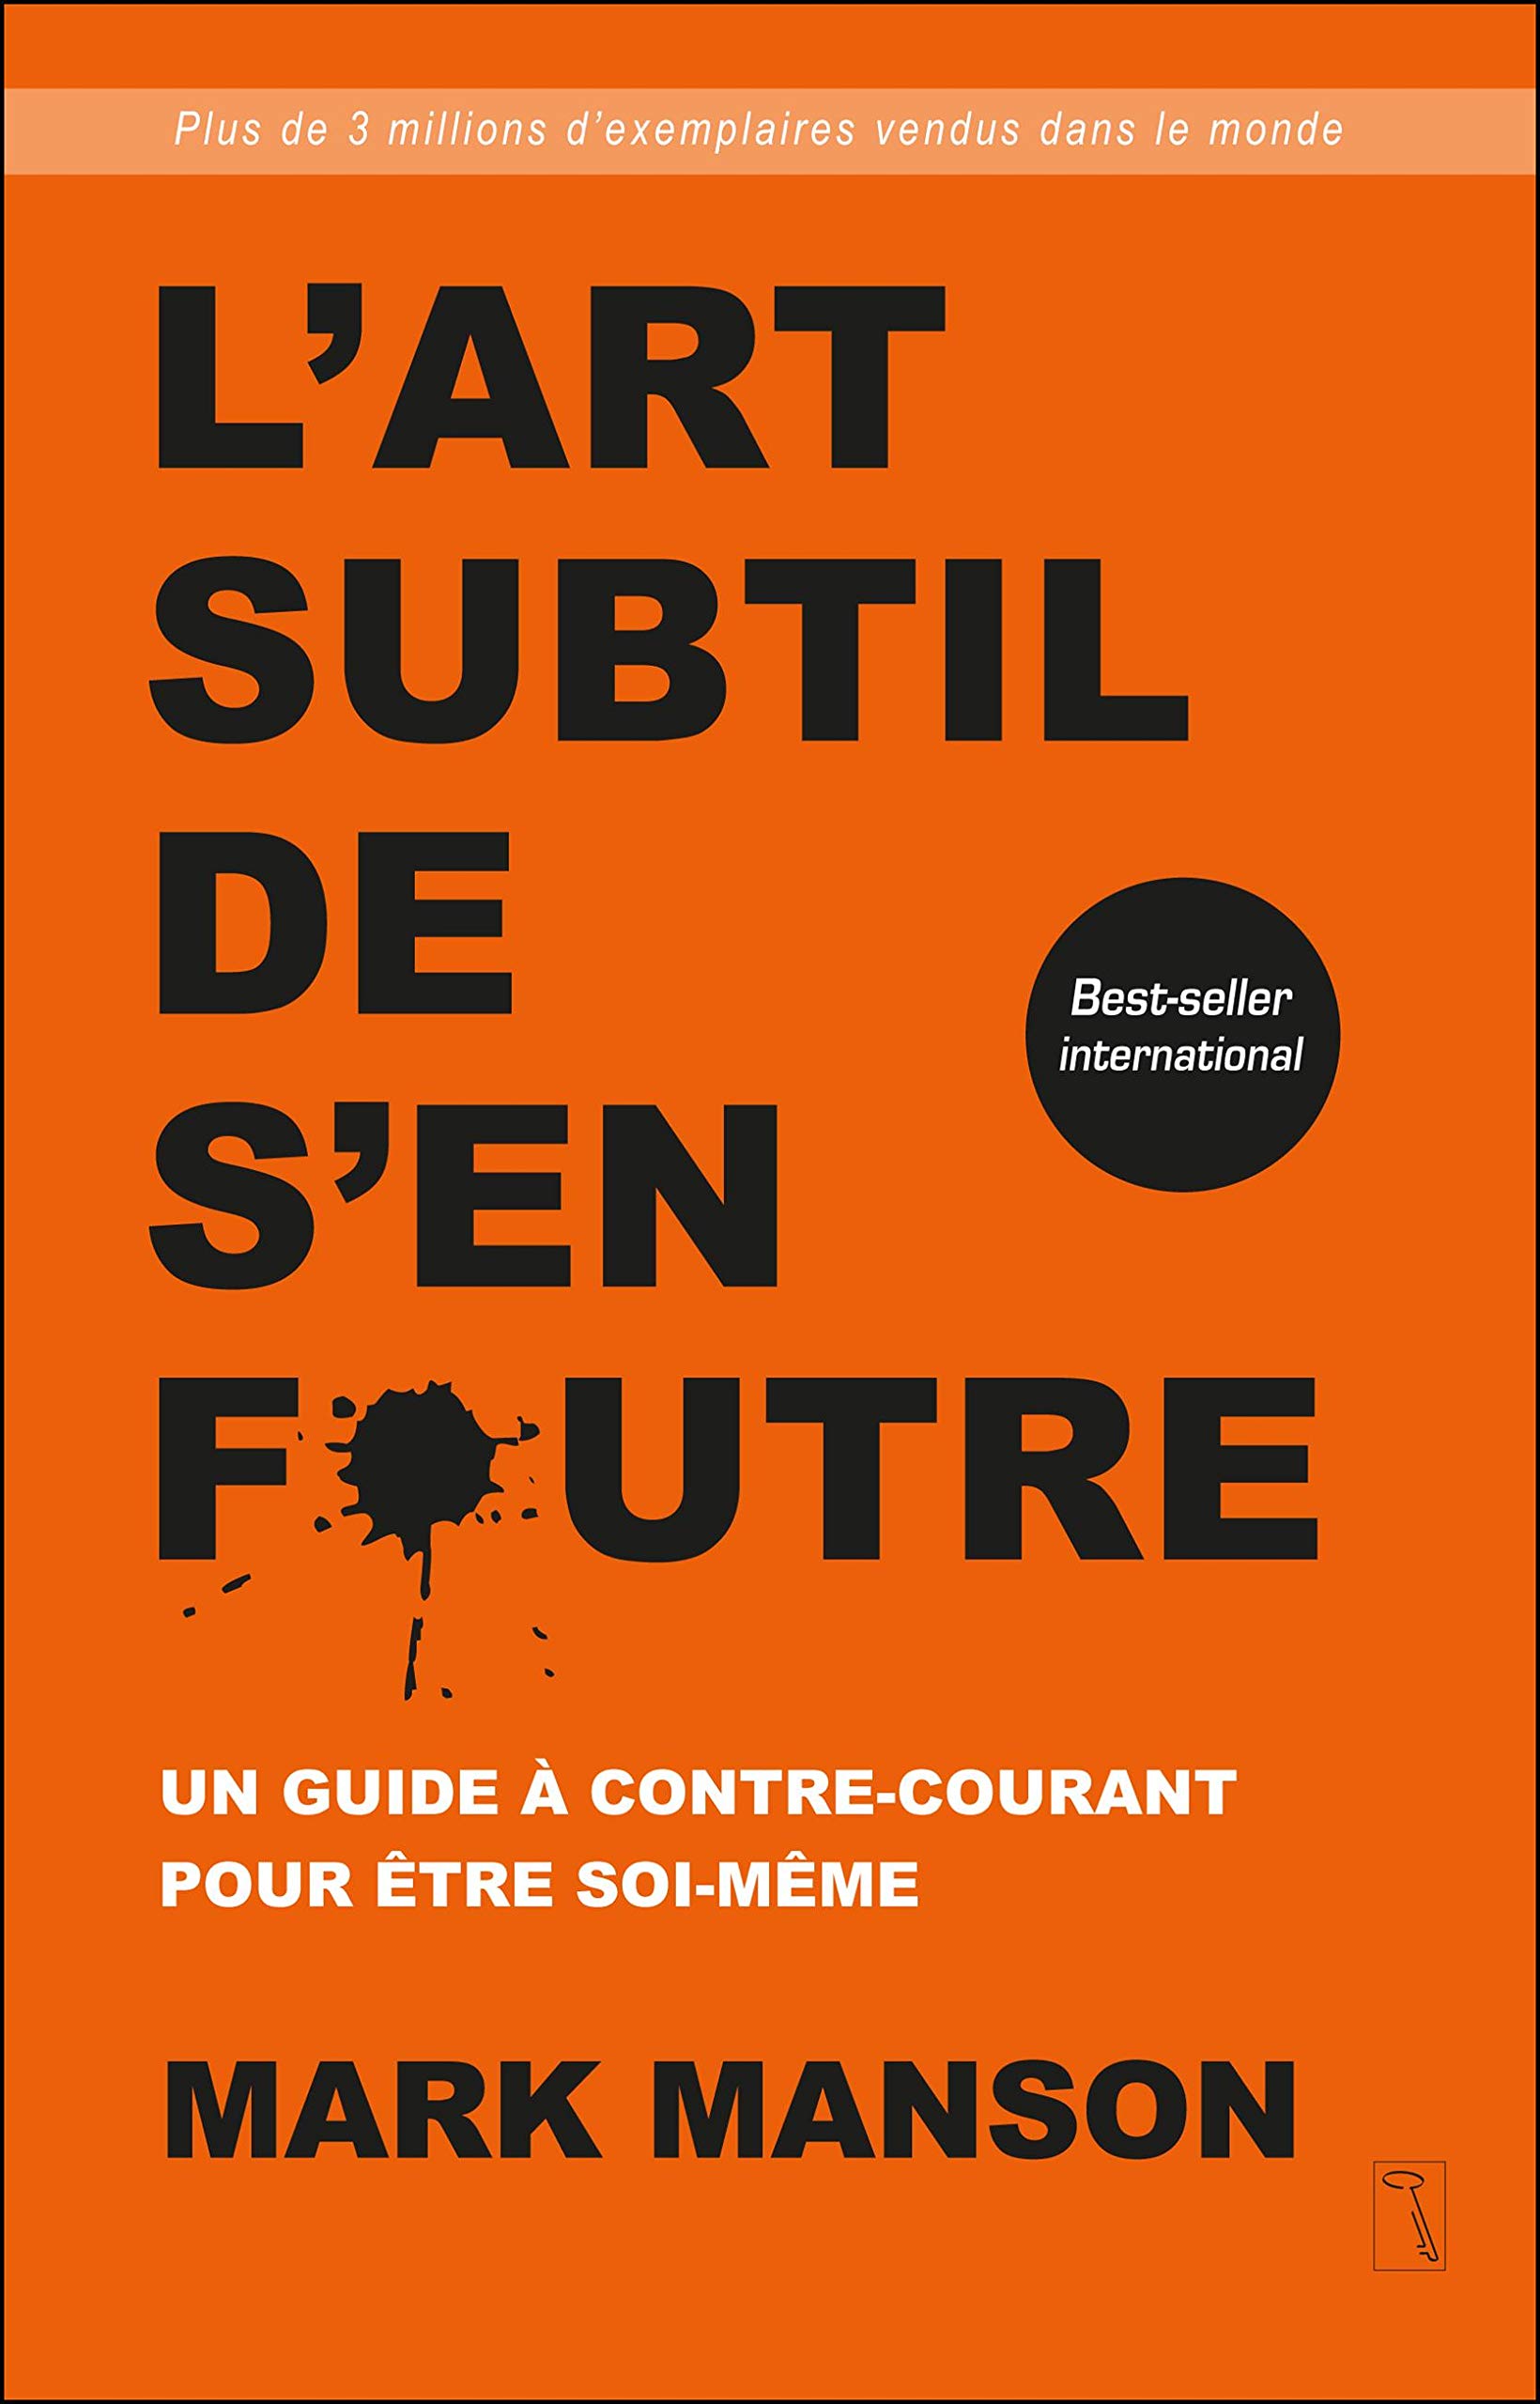 Plus de 3 millions d’exemplaires vendus dans le monde
L’ART
SUBTIL
DE
S’EN
Best-seller
international
F UTRE
UN GUIDE À CONTRE-COURANT
POUR ÊTRE SOI-MÊME
MARK MANSON